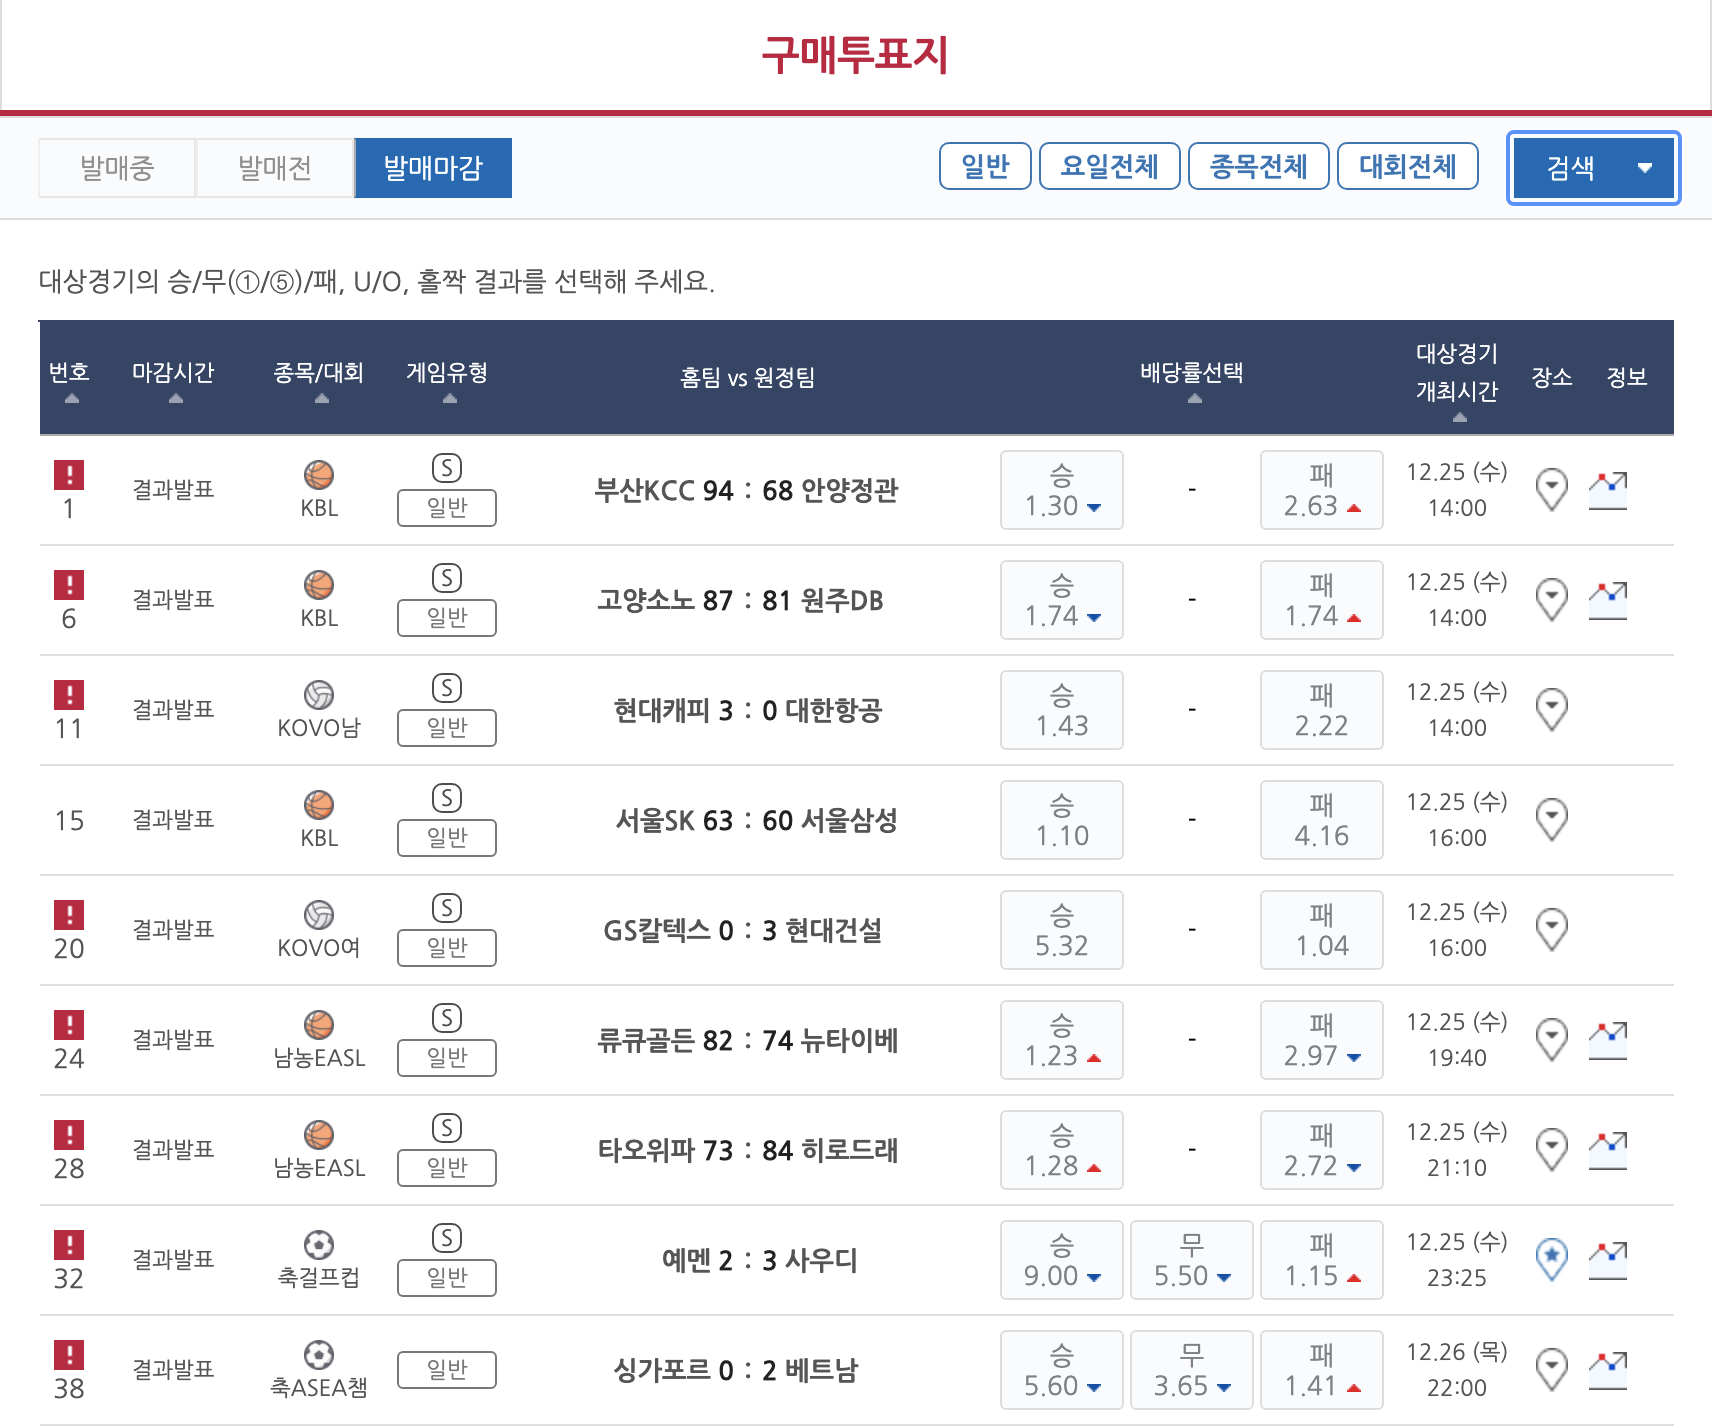 구매투표지
발매중 발매전 발매마감 일반 요일전체 종목전체 대회전체 검색
대상경기의 승/무(①/⑤)/패, U/O, 홀짝 결과를 선택해 주세요.
번호 마감시간 종목/대회 게임유형 홈팀 vs 원정팀 배당률선택 대상경기 개최시간 장소 정보
! 1 결과발표 KBL S 일반 부산KCC 94 : 68 안양정관 승 1.30 - 패 2.63 12.25 (수) 14:00
! 6 결과발표 KBL S 일반 고양소노 87 : 81 원주DB 승 1.74 - 패 1.74 12.25 (수) 14:00
! 11 결과발표 KOVO남 S 일반 현대캐피 3 : 0 대한항공 승 1.43 - 패 2.22 12.25 (수) 14:00
15 결과발표 KBL S 일반 서울SK 63 : 60 서울삼성 승 1.10 - 패 4.16 12.25 (수) 16:00
! 20 결과발표 KOVO여 S 일반 GS칼텍스 0 : 3 현대건설 승 5.32 - 패 1.04 12.25 (수) 16:00
! 24 결과발표 남농EASL S 일반 류큐골든 82 : 74 뉴타이베 승 1.23 - 패 2.97 12.25 (수) 19:40
! 28 결과발표 남농EASL S 일반 타오위파 73 : 84 히로드래 승 1.28 - 패 2.72 12.25 (수) 21:10
! 32 결과발표 축걸프컵 S 일반 예멘 2 : 3 사우디 승 9.00 무 5.50 패 1.15 12.25 (수) 23:25
! 38 결과발표 축ASEA챔 일반 싱가포르 0 : 2 베트남 승 5.60 무 3.65 패 1.41 12.26 (목) 22:00